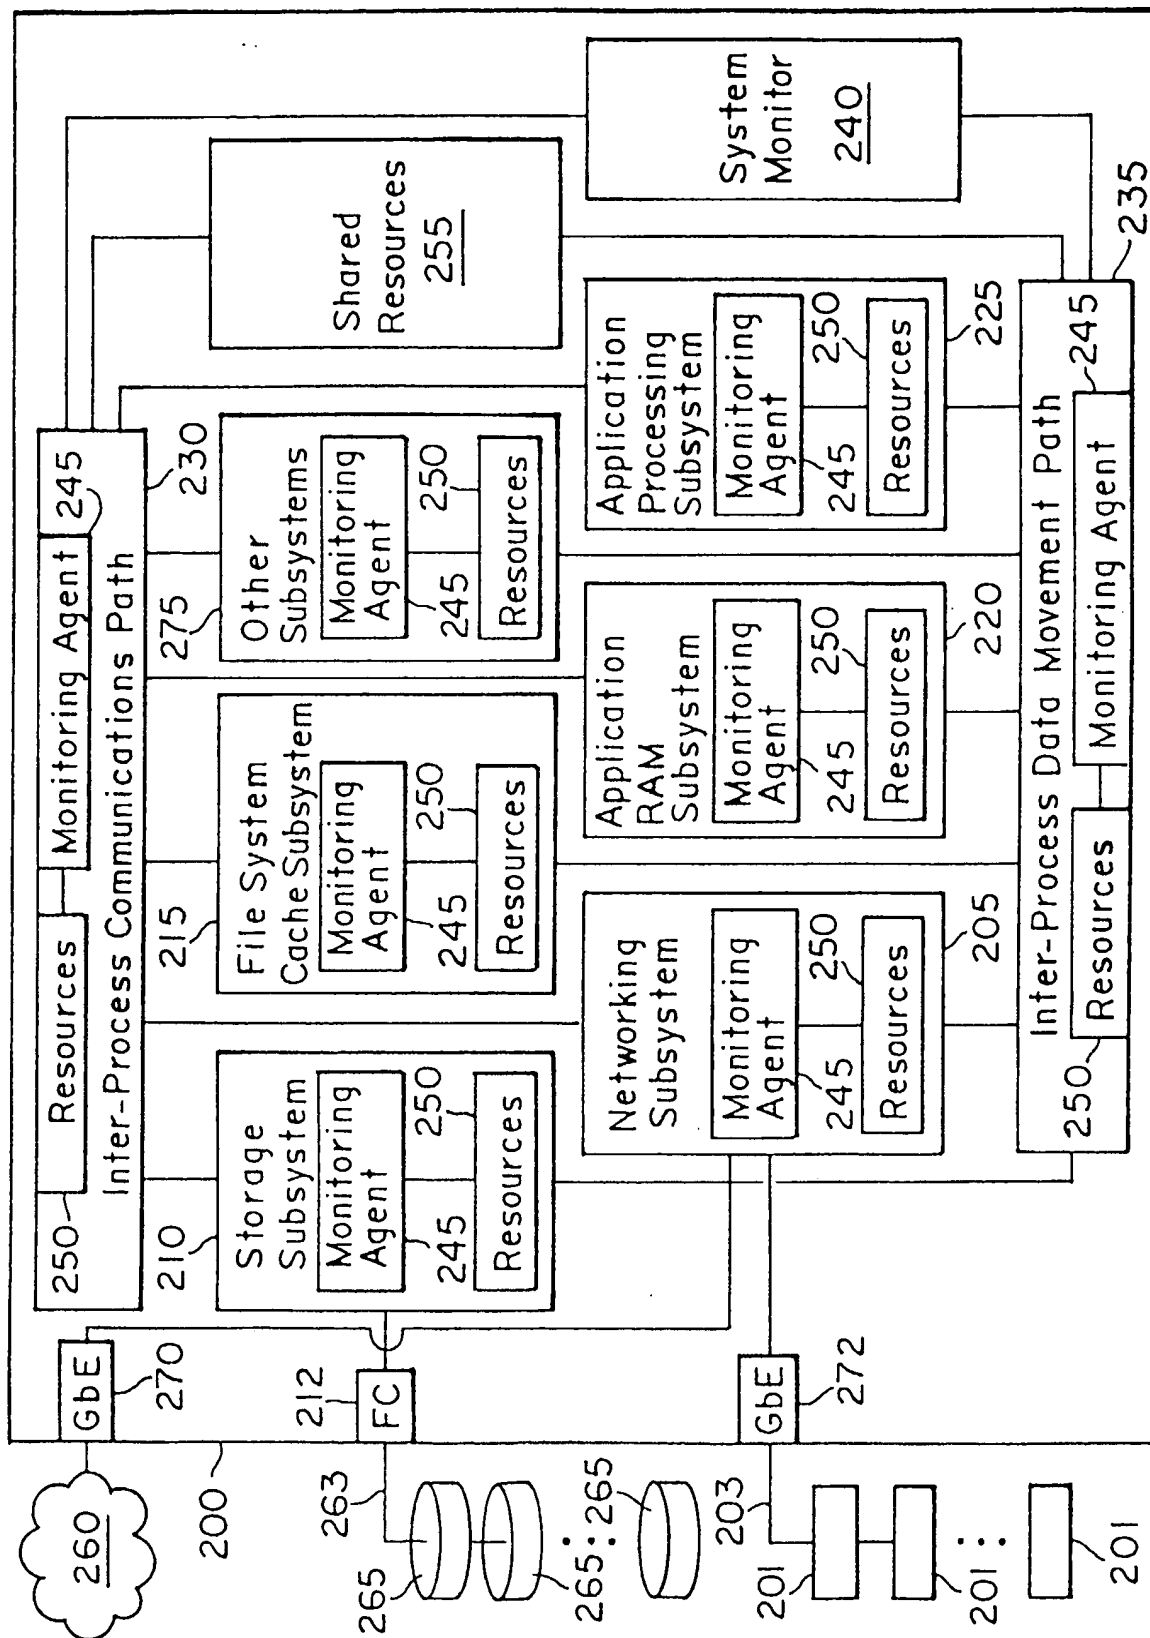 260
GbE
270
250
Resources
Monitoring Agent
245
Inter-Process Communications Path
230
200
210
Storage
Subsystem
Monitoring
Agent
245
250
Resources
215
File System
Cache Subsystem
Monitoring
Agent
245
250
Resources
275
Other
Subsystems
Monitoring
Agent
245
250
Resources
Shared
Resources
255
212
FC
263
265
265
265
Networking
Subsystem
Monitoring
Agent
245
250
Resources
205
Application
RAM
Subsystem
Monitoring
Agent
245
250
Resources
220
Application
Processing
Subsystem
Monitoring
Agent
245
250
Resources
225
System
Monitor
240
GbE
272
203
201
201
201
Inter-Process Data Movement Path
235
250
Resources
Monitoring Agent
245